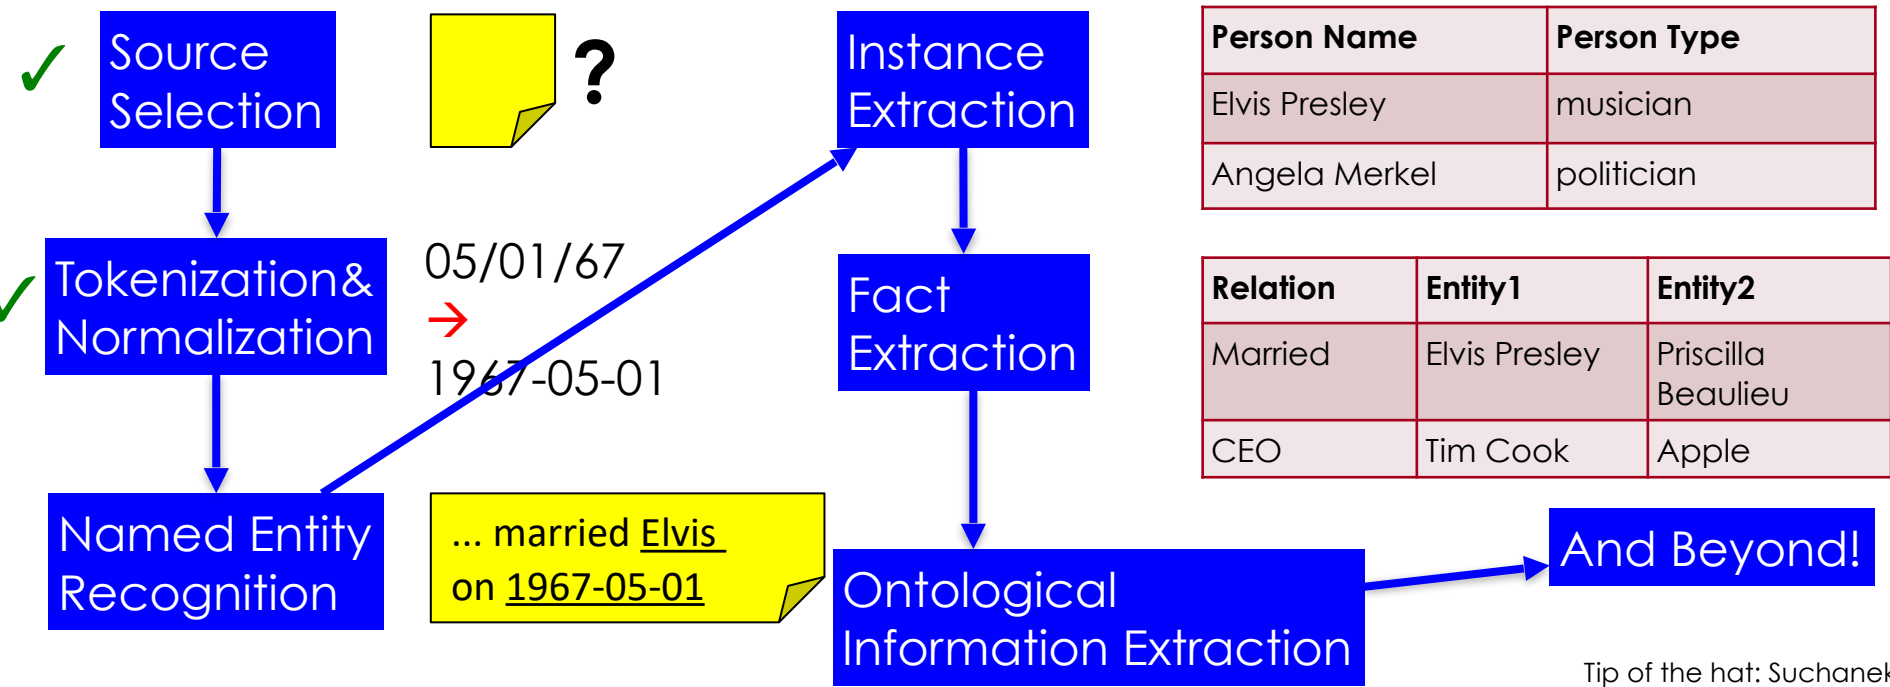 ✓ Source
Selection
?
✓ Tokenization&
Normalization
05/01/67
→
1967-05-01
Named Entity
Recognition
... married Elvis
on 1967-05-01
Instance
Extraction
Fact
Extraction
Ontological
Information Extraction
And Beyond!
Person Name Person Type
Elvis Presley musician
Angela Merkel politician
Relation Entity1 Entity2
Married Elvis Presley Priscilla
Beaulieu
CEO Tim Cook Apple
Tip of the hat: Suchanek